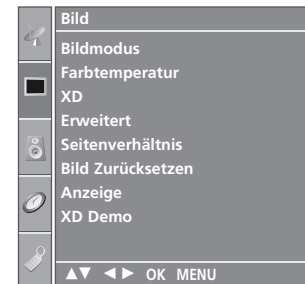 Bild
Bildmodus
Farbtemperatur
XD
Erweitert
Seitenverhältnis
Bild Zurücksetzen
Anzeige
XD Demo
▲▼ ◄► OK MENU